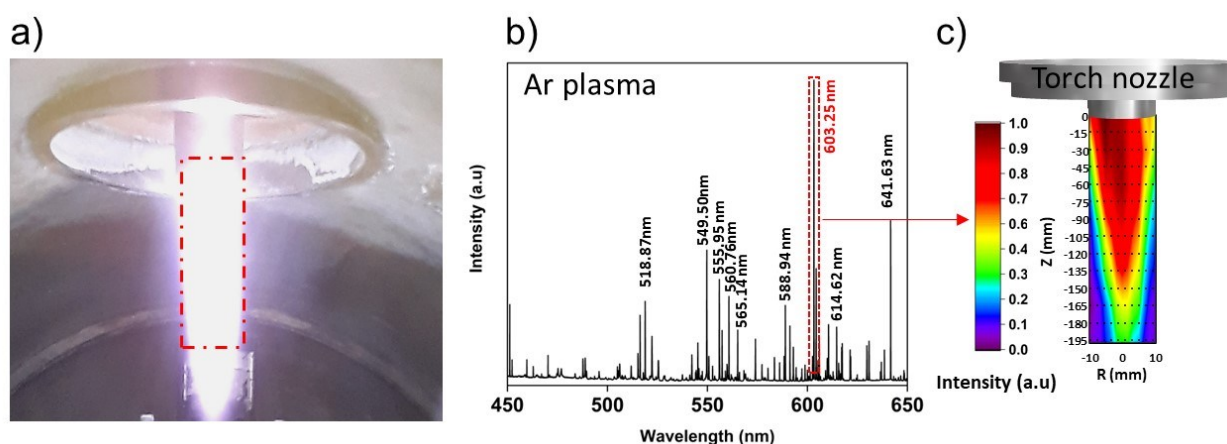 a)
b)
c)
Ar plasma
Intensity (a.u)
518.87nm
549.50nm
555.95 nm
560.76nm
565.14 nm
588.94 nm
603.25 nm
614.62 nm
641.63 nm
450
500
550
600
650
Wavelength (nm)
Torch nozzle
1.0
0.9
0.8
0.7
0.6
0.5
0.4
0.3
0.2
0.1
0.0
Intensity (a.u)
Z (mm)
0
-15
-30
-45
-60
-75
-90
-105
-120
-135
-150
-165
-180
-195
-10 0 10
R (mm)